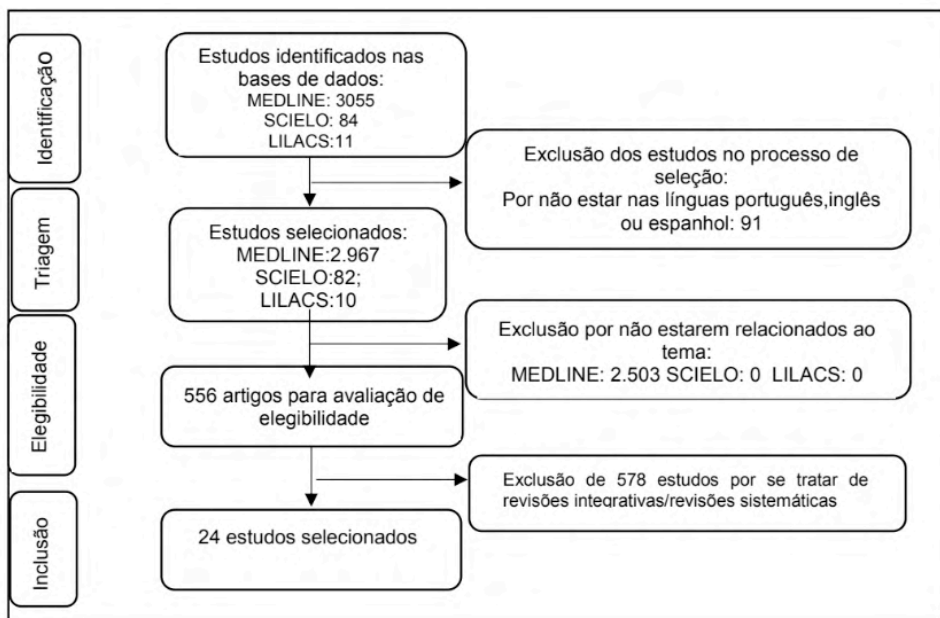 Identificação
Estudos identificados nas
bases de dados:
MEDLINE: 3055
SCIELO: 84
LILACS:11
Exclusão dos estudos no processo de
seleção:
Por não estar nas línguas português,inglês
ou espanhol: 91
Triagem
Estudos selecionados:
MEDLINE:2.967
SCIELO:82;
LILACS:10
Exclusão por não estarem relacionados ao
tema:
MEDLINE: 2.503 SCIELO: 0 LILACS: 0
Elegibilidade
556 artigos para avaliação de
elegibilidade
Exclusão de 578 estudos por se tratar de
revisões integrativas/revisões sistemáticas
Inclusão
24 estudos selecionados